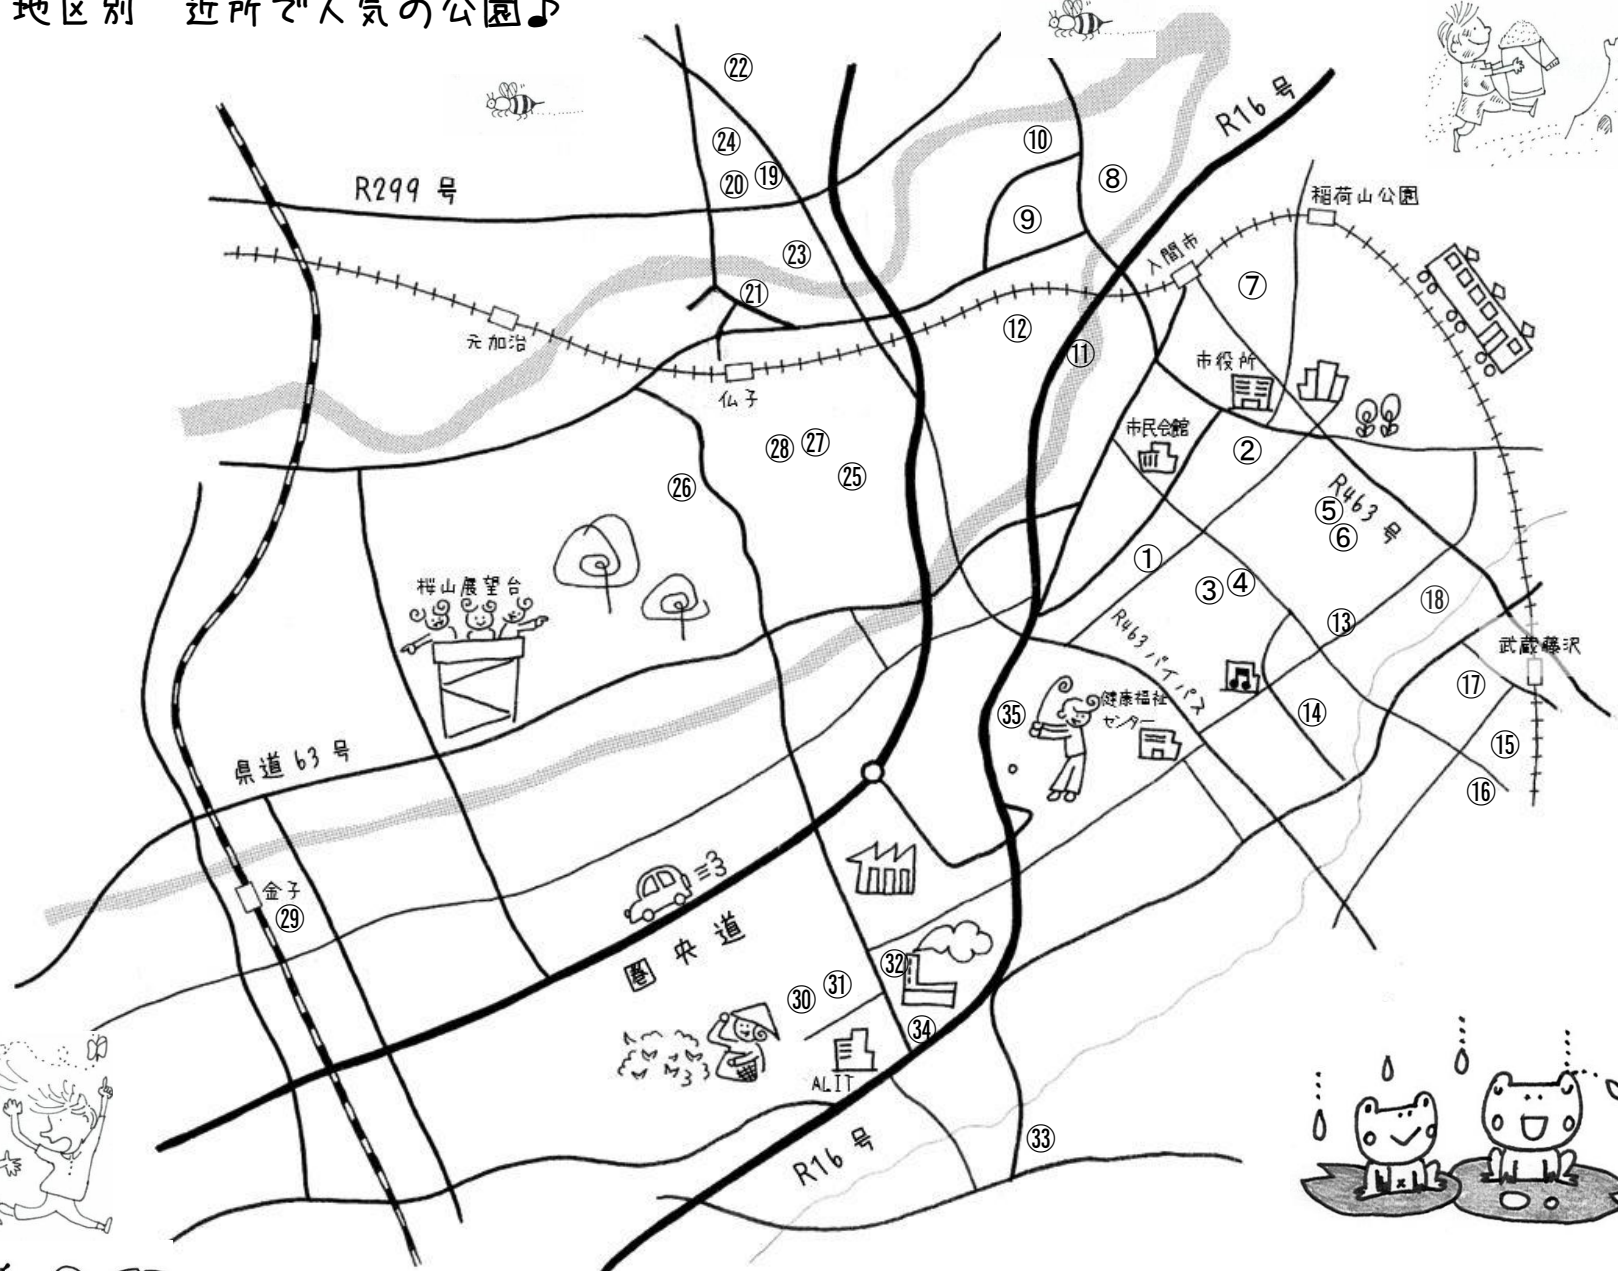 地区別 近所で人気の公園♪
㉒
R16号
㉔
⑩
R299号
⑳
⑲
⑧
稲荷山公園
⑨
入間市
㉓
⑦
㉑
元加治
⑫
⑪
市役所
仏子
市民会館
㉘
㉗
②
㉕
㉖
R463号
⑤
⑥
①
桜山展望台
③
④
⑱
⑬
R463バイパス
武蔵藤沢
⑰
健康福祉
センター
㉟
⑭
⑮
県道63号
⑯
金子
㉙
圏央道
㉜
㉛
㉚
㉞
ALIT
㉝
R16号